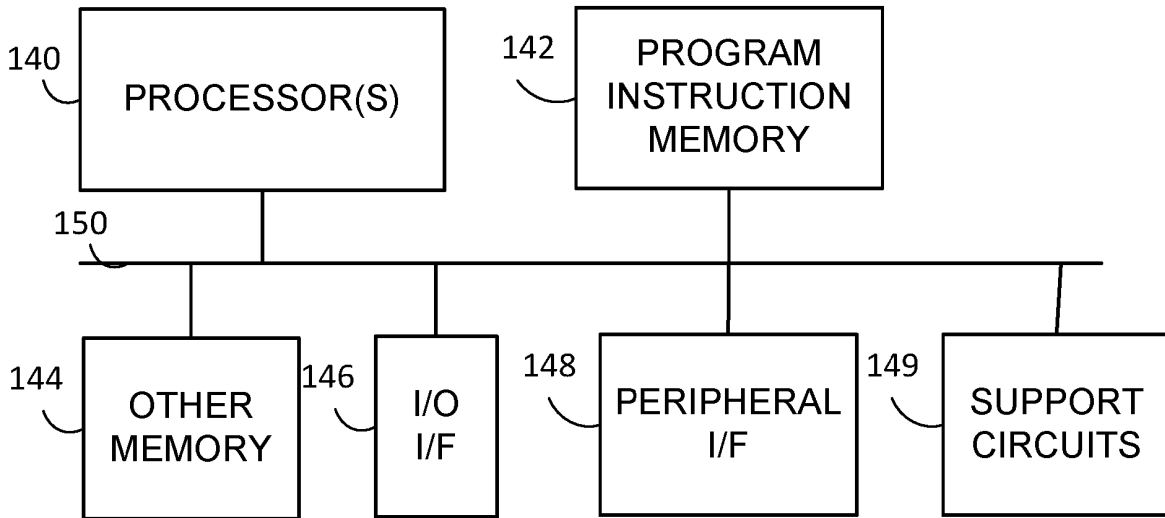 140
PROCESSOR(S)
142
PROGRAM
INSTRUCTION
MEMORY
150
144
OTHER
MEMORY
146
I/O
I/F
148
PERIPHERAL
I/F
149
SUPPORT
CIRCUITS